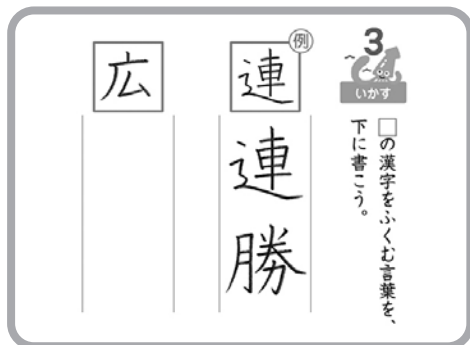 3
いかす
□の漢字をふくむ言葉を、
下に書こう。
例
連
連勝
広